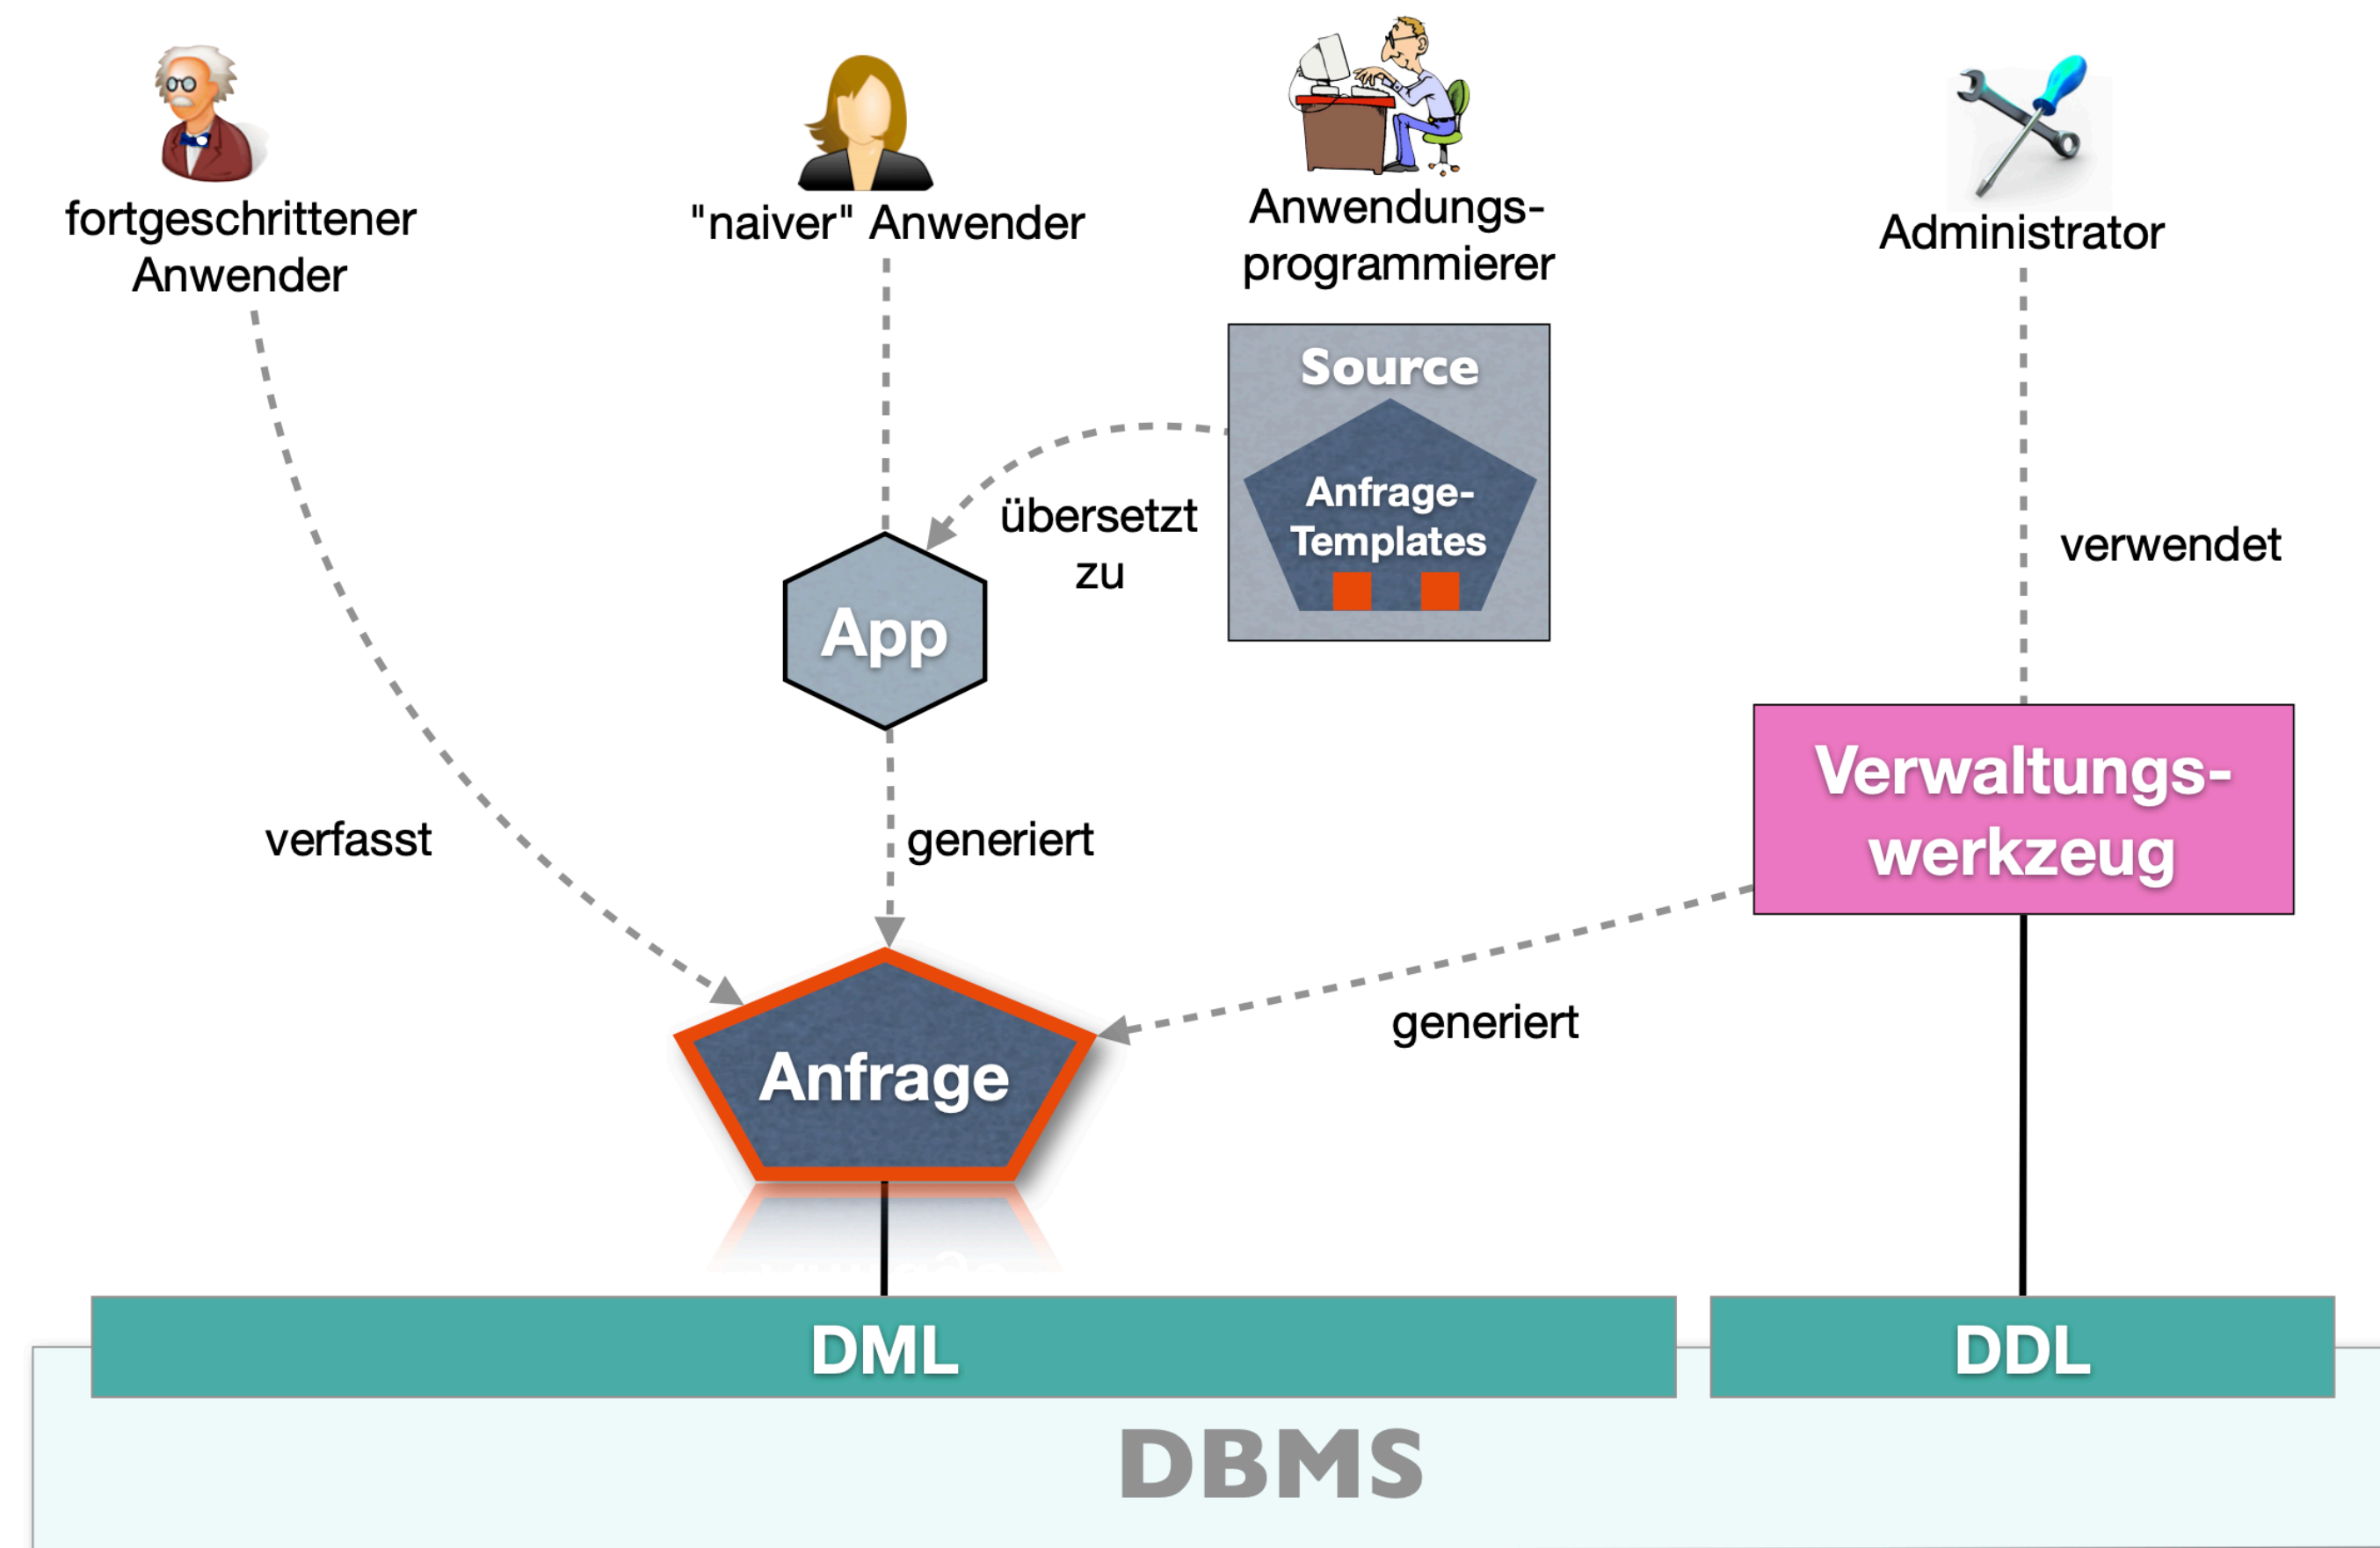 fortgeschrittener
Anwender
"naiver" Anwender
Anwendungs-
programmierer
Administrator
Source
Anfrage-
Templates
übersetzt
zu
App
verwendet
Verwaltungs-
werkzeug
verfasst
generiert
generiert
Anfrage
DML
DDL
DBMS